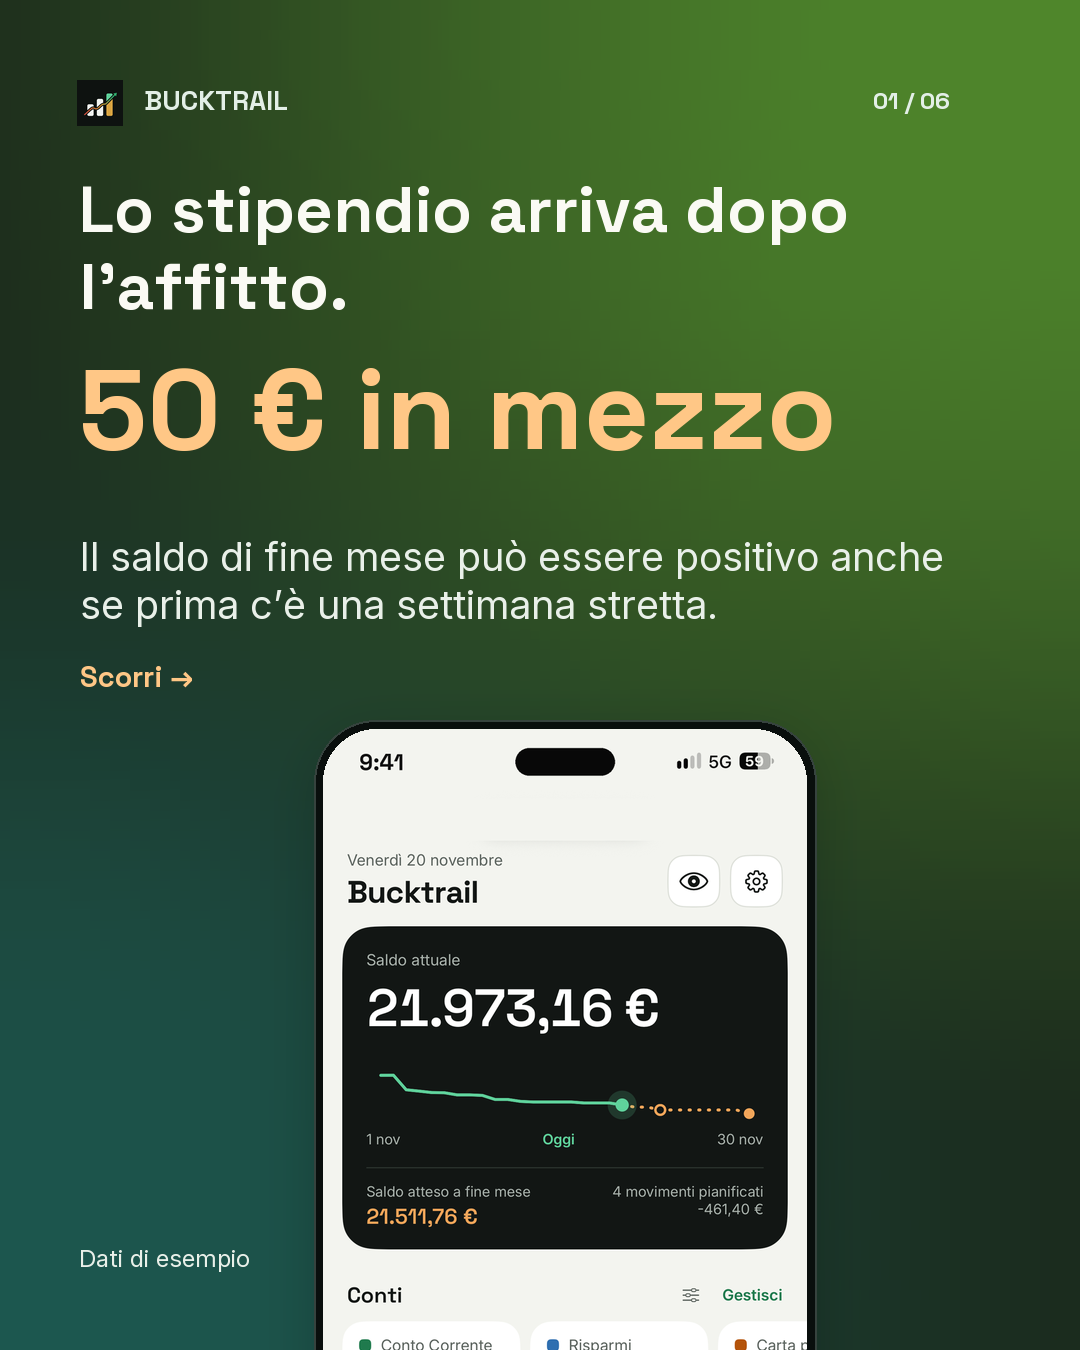 BUCKTRAIL
01 / 06
Lo stipendio arriva dopo
l’affitto.
50 € in mezzo
Il saldo di fine mese può essere positivo anche
se prima c’è una settimana stretta.
Scorri →
9:41
5G 59
Venerdì 20 novembre
Bucktrail
Saldo attuale
21.973,16 €
1 nov
Oggi
30 nov
Saldo atteso a fine mese
4 movimenti pianificati
21.511,76 €
-461,40 €
Dati di esempio
Conti
Gestisci
Conto Corrente
Risparmi
Carta